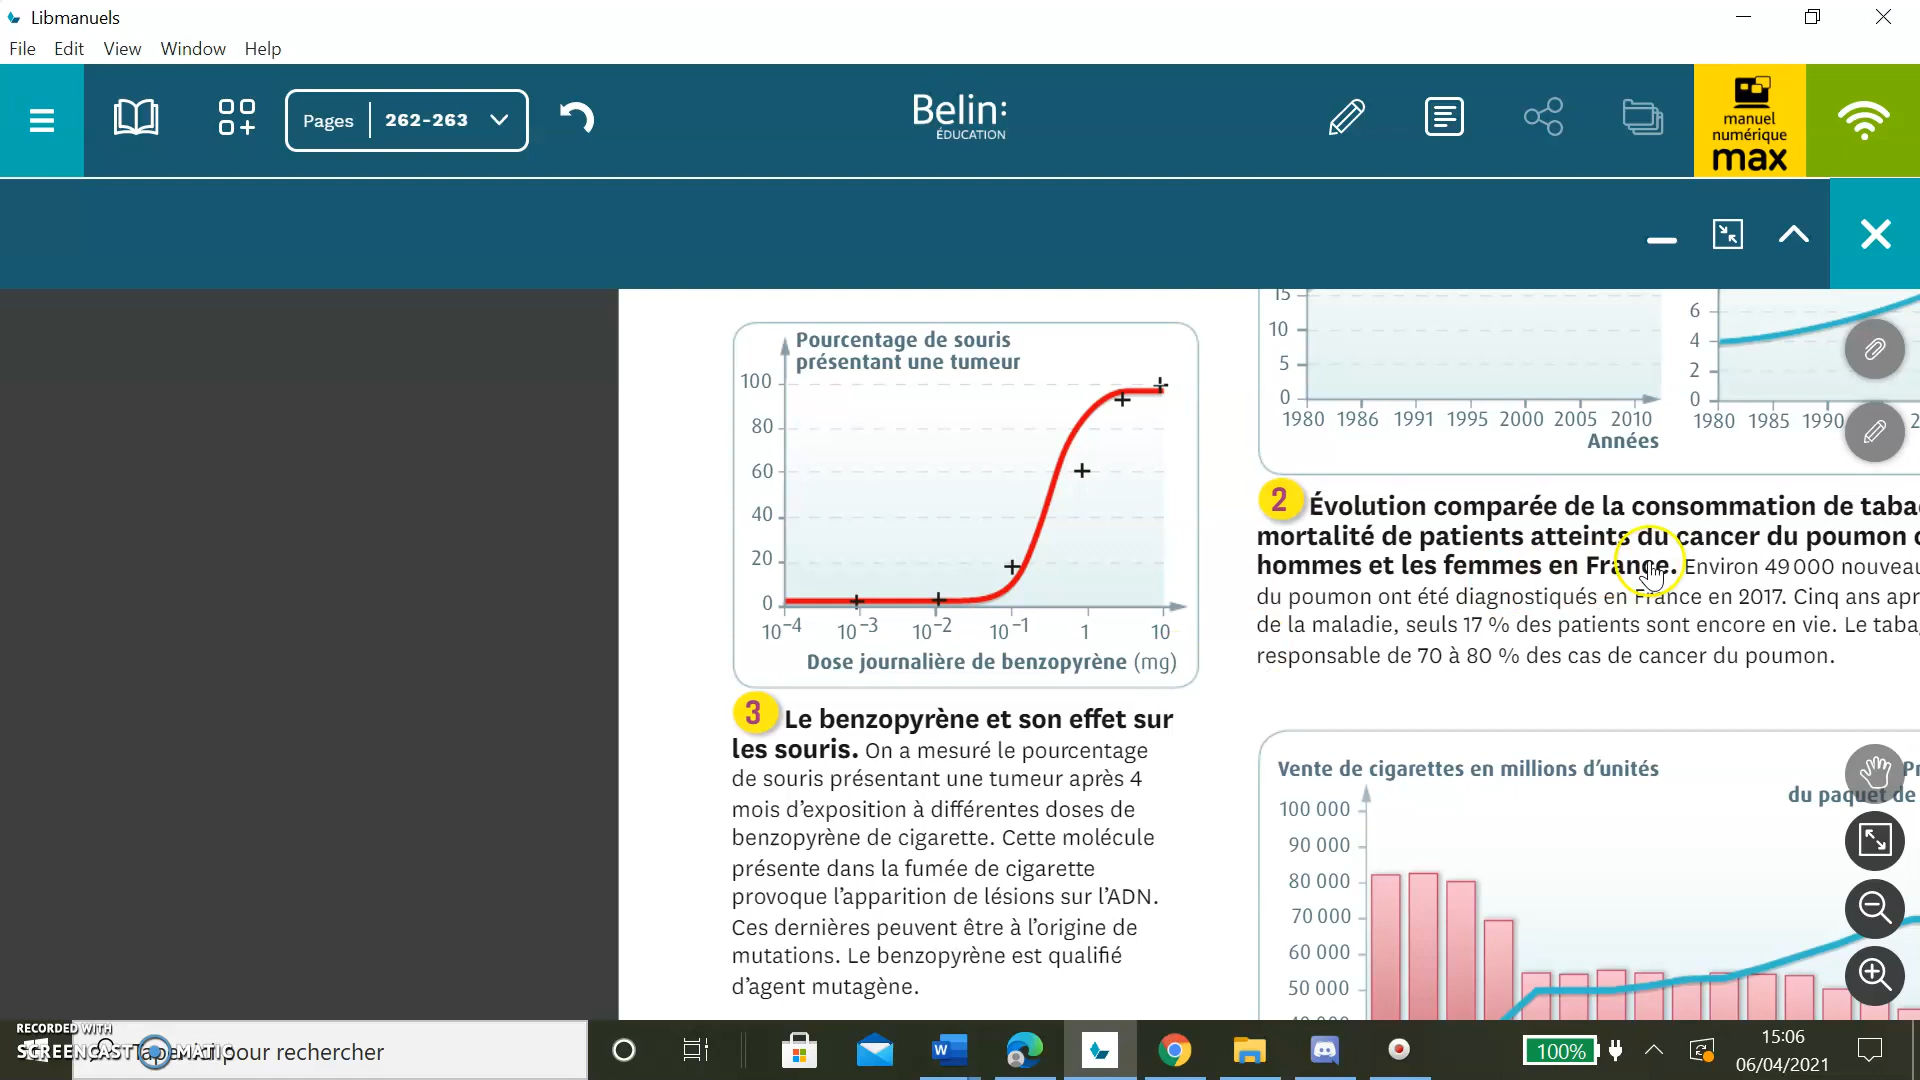 Libmanuels
File Edit View Window Help
Pages 262-263
Belin:
ÉDUCATION
manuel
numérique
max
Pourcentage de souris
présentant une tumeur
100
80
60
40
20
0
10⁻⁴ 10⁻³ 10⁻² 10⁻¹ 1 10
Dose journalière de benzopyrène (mg)
3 Le benzopyrène et son effet sur
les souris. On a mesuré le pourcentage
de souris présentant une tumeur après 4
mois d'exposition à différentes doses de
benzopyrène de cigarette. Cette molécule
présente dans la fumée de cigarette
provoque l'apparition de lésions sur l'ADN.
Ces dernières peuvent être à l'origine de
mutations. Le benzopyrène est qualifié
d'agent mutagène.
15
10
5
0
1980 1986 1991 1995 2000 2005 2010
Années
6
4
2
0
1980 1985 1990
2 Évolution comparée de la consommation de taba
mortalité de patients atteints du cancer du poumon
hommes et les femmes en France. Environ 49 000 nouveau
du poumon ont été diagnostiqués en France en 2017. Cinq ans apr
de la maladie, seuls 17 % des patients sont encore en vie. Le taba
responsable de 70 à 80 % des cas de cancer du poumon.
Vente de cigarettes en millions d'unités
Pr
du paquet de
100 000
90 000
80 000
70 000
60 000
50 000
RECORDED WITH
SCREENCAST MATIC
pour rechercher
100%
15:06
06/04/2021